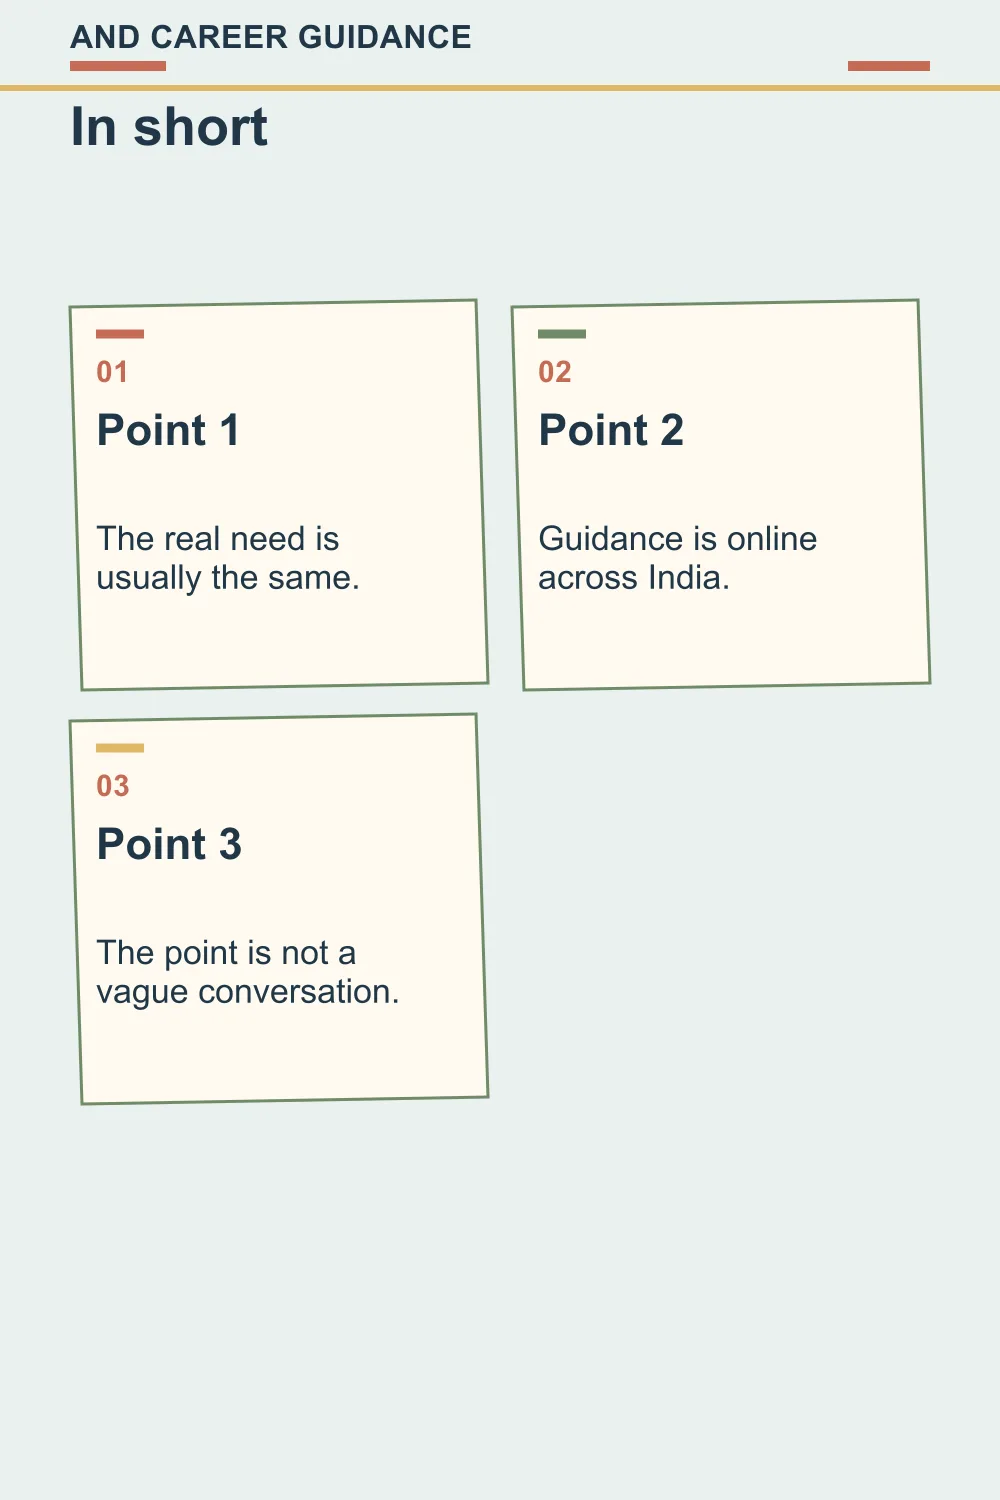 AND CAREER GUIDANCE
In short
01
Point 1
The real need is
usually the same.
02
Point 2
Guidance is online
across India.
03
Point 3
The point is not a
vague conversation.